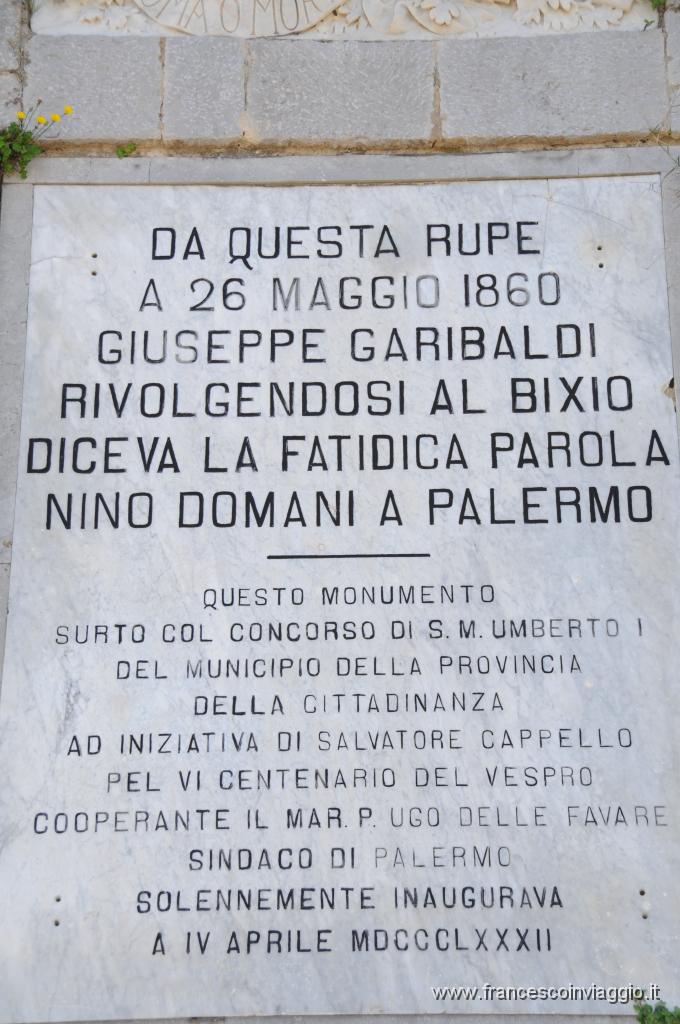 DA QUESTA RUPE
A 26 MAGGIO 1860
GIUSEPPE GARIBALDI
RIVOLGENDOSI AL BIXIO
DICEVA LA FATIDICA PAROLA
NINO DOMANI A PALERMO
QUESTO MONUMENTO
SURTO COL CONCORSO DI S. M. UMBERTO I
DEL MUNICIPIO DELLA PROVINCIA
DELLA CITTADINANZA
AD INIZIATIVA DI SALVATORE CAPPELLO
PEL VI CENTENARIO DEL VESPRO
COOPERANTE IL MAR. P. UGO DELLE FAVARE
SINDACO DI PALERMO
SOLENNEMENTE INAUGURAVA
A IV APRILE MDCCCLXXXII
www.francescoinviaggio.it